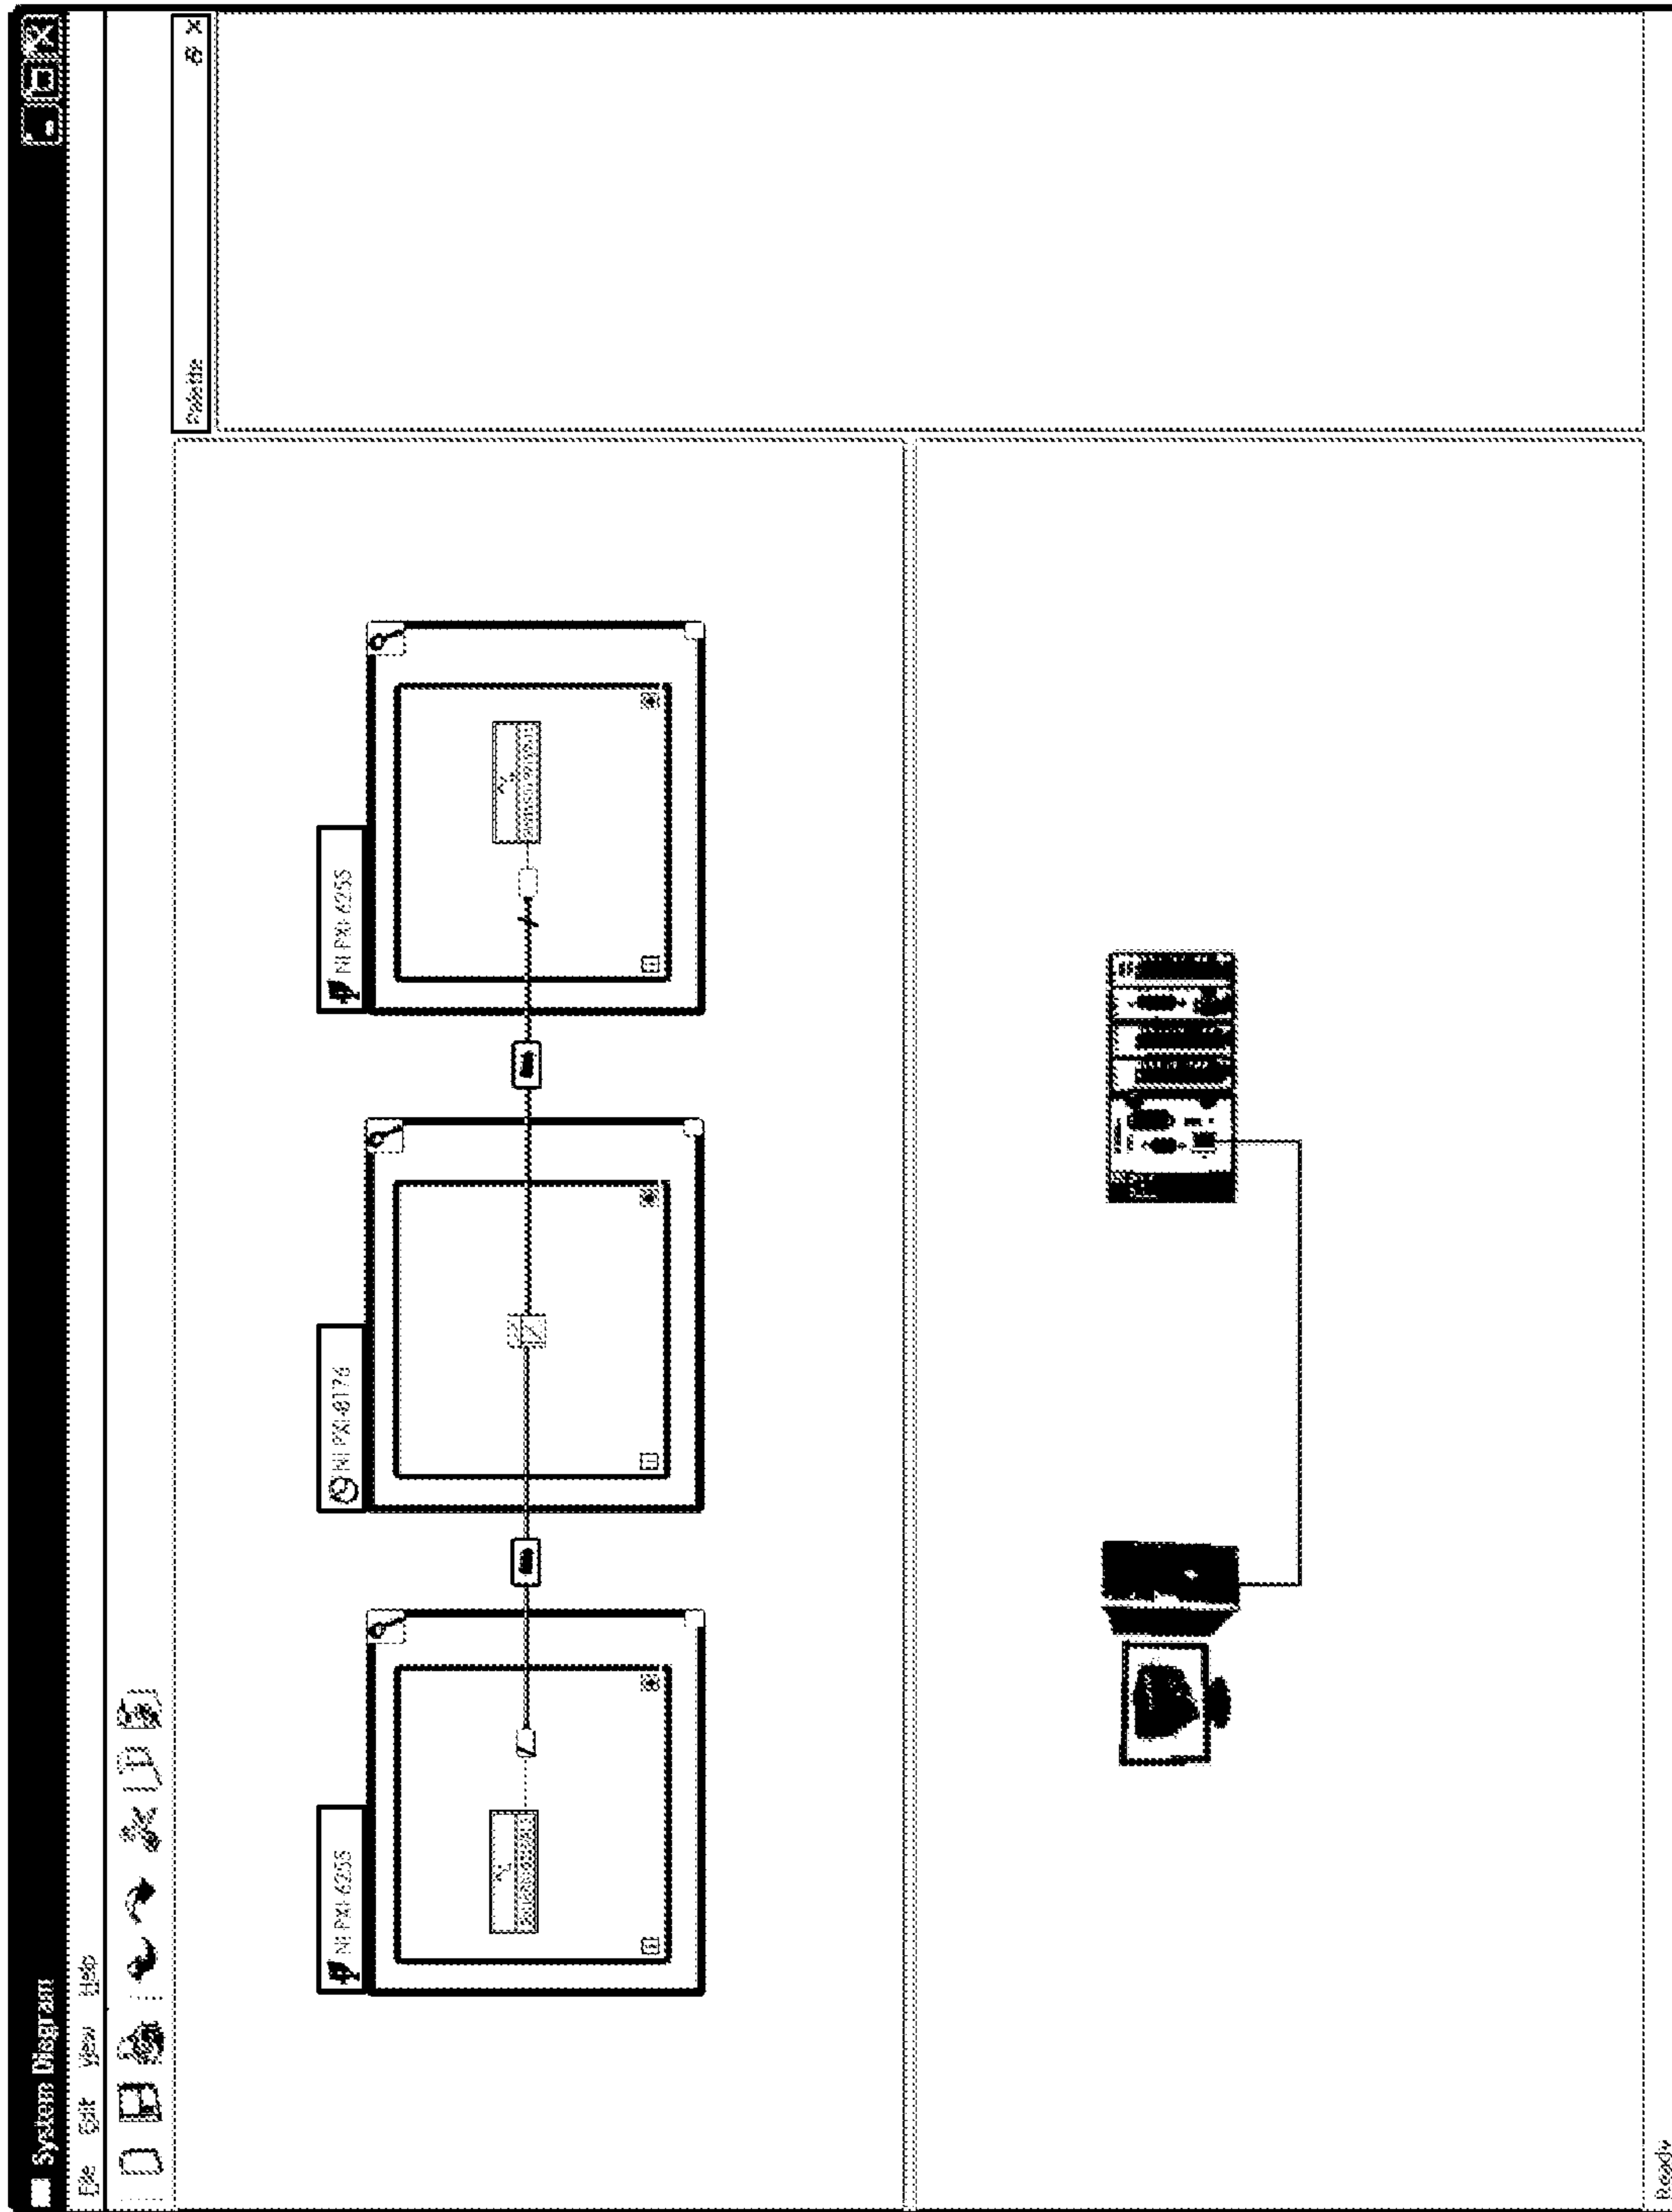 System Diagram
File Edit View Help
Palette
NI PXI-6255
NI PXI-8176
NI PXI-6255
Ready